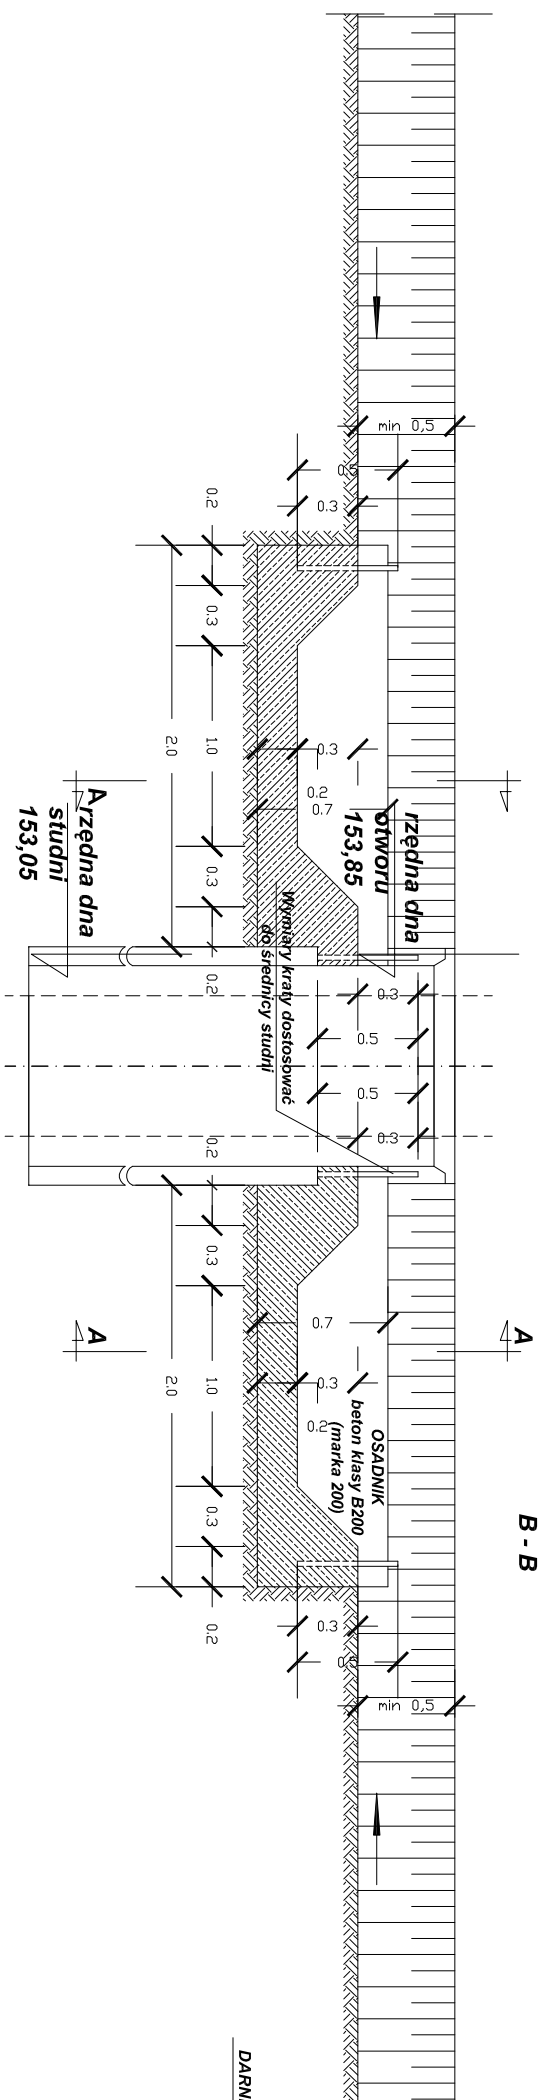 B - B
min 0,5
0.5
0.3
0.2
0.3
1.0
0.3
0.2
2.0
0.3
0.2
0.7
rzędna dna
otworu
153,85
A
rzędna dna
studni
153,05
Wymiary kraty dostosować
do średnicy studni
0.3
0.5
0.5
0.3
0.2
0.3
1.0
0.3
0.2
2.0
0.7
0.3
0.2
A
A
OSADNIK
beton klasy B200
(marka 200)
0.3
0.5
min 0,5
DARN